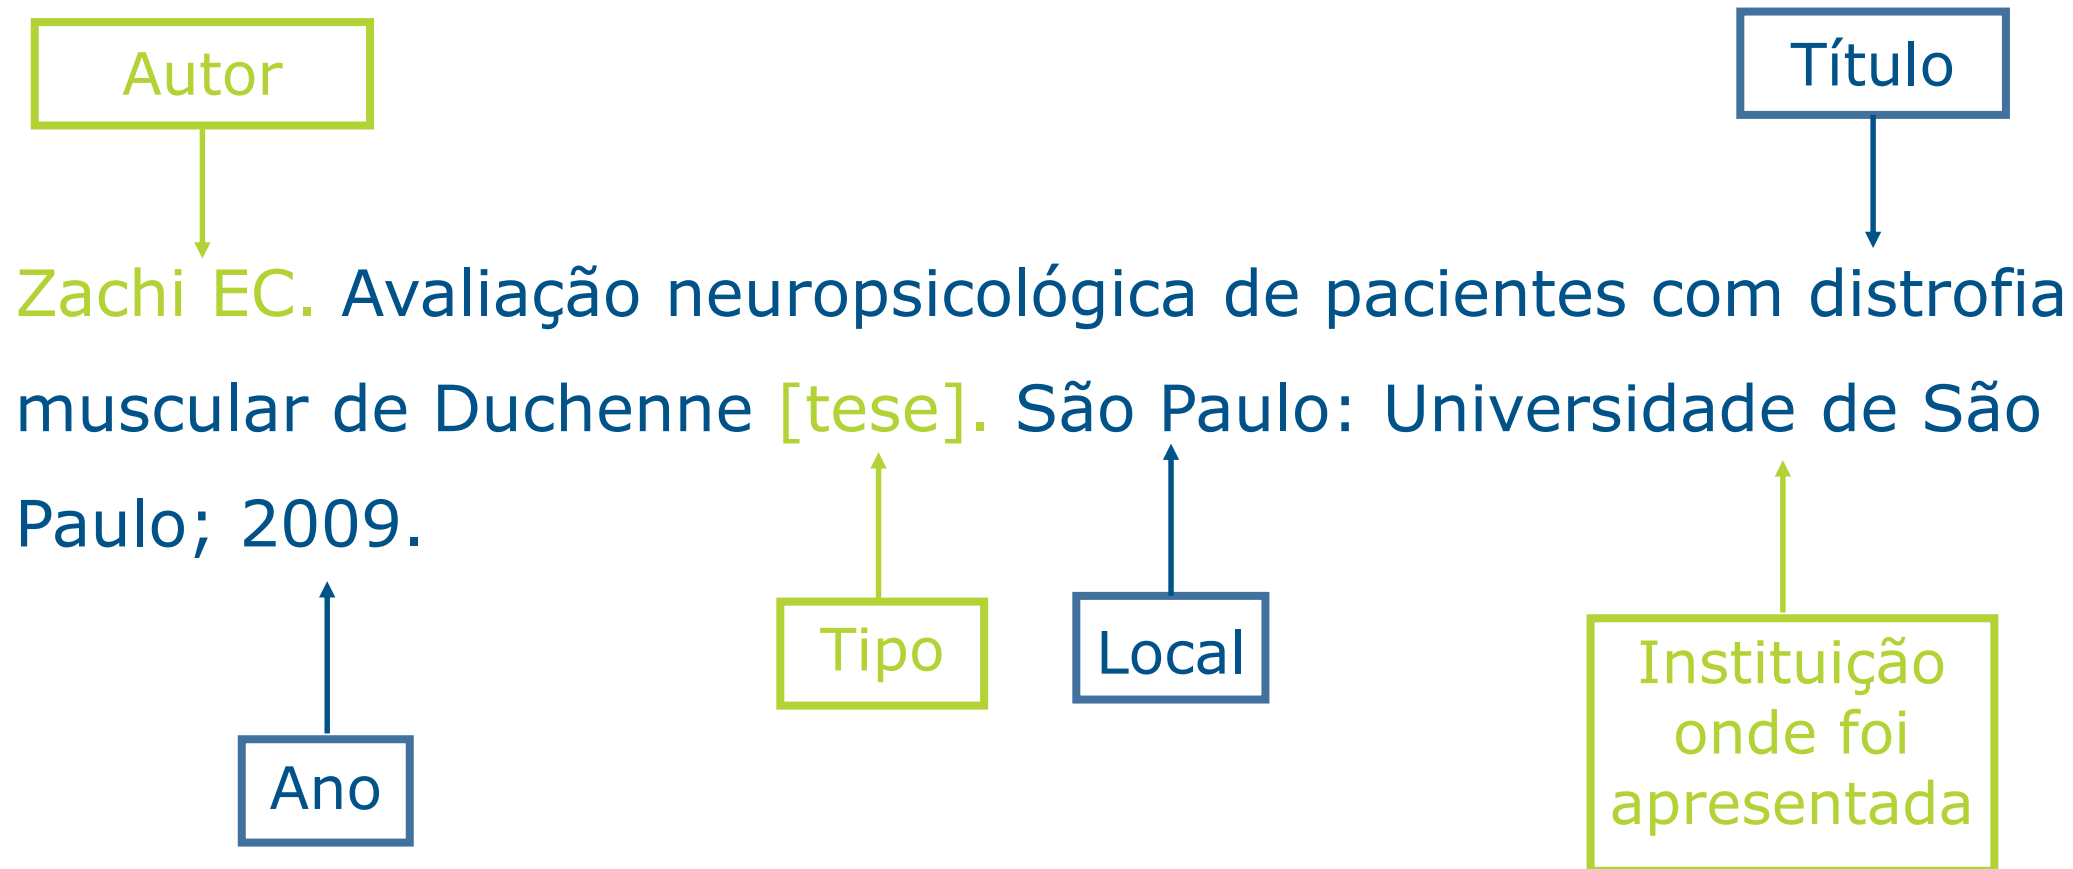 Autor
Título
Zachi EC. Avaliação neuropsicológica de pacientes com distrofia
muscular de Duchenne [tese]. São Paulo: Universidade de São
Paulo; 2009.
Tipo
Local
Instituição
onde foi
apresentada
Ano